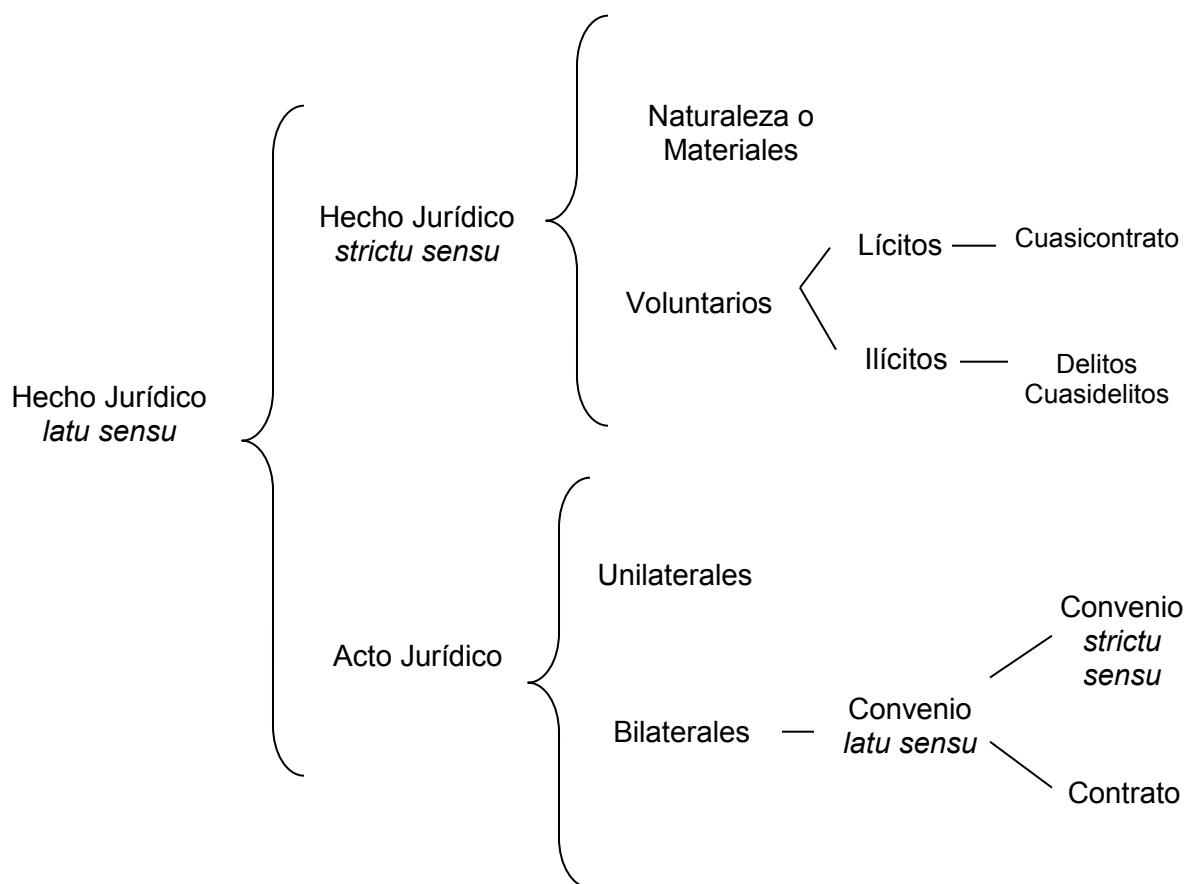 Hecho Jurídico
latu sensu
Hecho Jurídico
strictu sensu
Naturaleza o
Materiales
Voluntarios
Lícitos
Cuasicontrato
Ilícitos
Delitos
Cuasidelitos
Acto Jurídico
Unilaterales
Bilaterales
Convenio
latu sensu
Convenio
strictu
sensu
Contrato